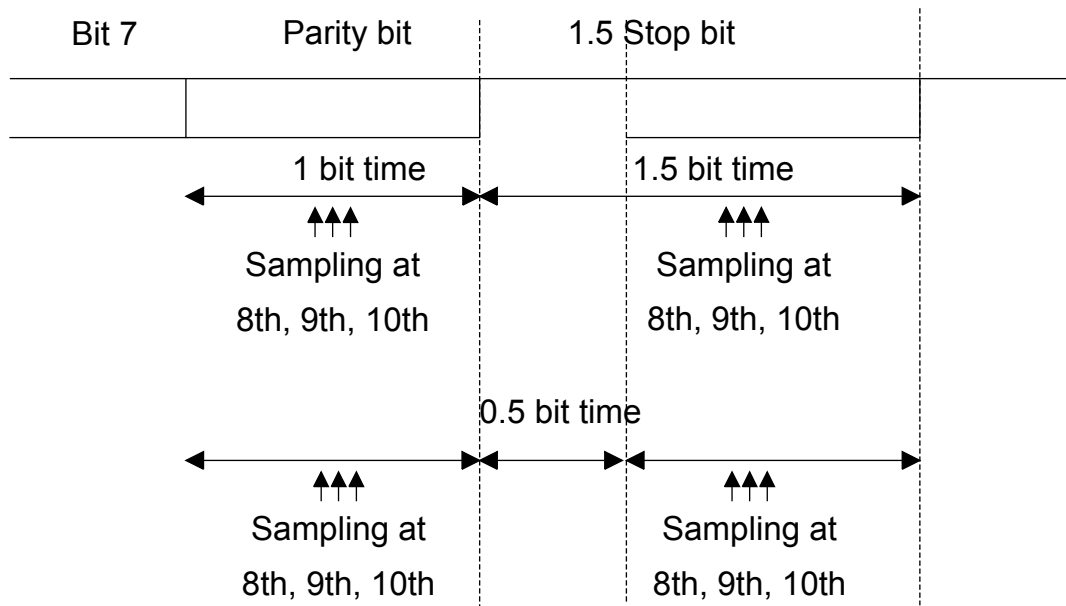 Bit 7 Parity bit 1.5 Stop bit
1 bit time 1.5 bit time
Sampling at Sampling at
8th, 9th, 10th 8th, 9th, 10th
0.5 bit time
Sampling at Sampling at
8th, 9th, 10th 8th, 9th, 10th